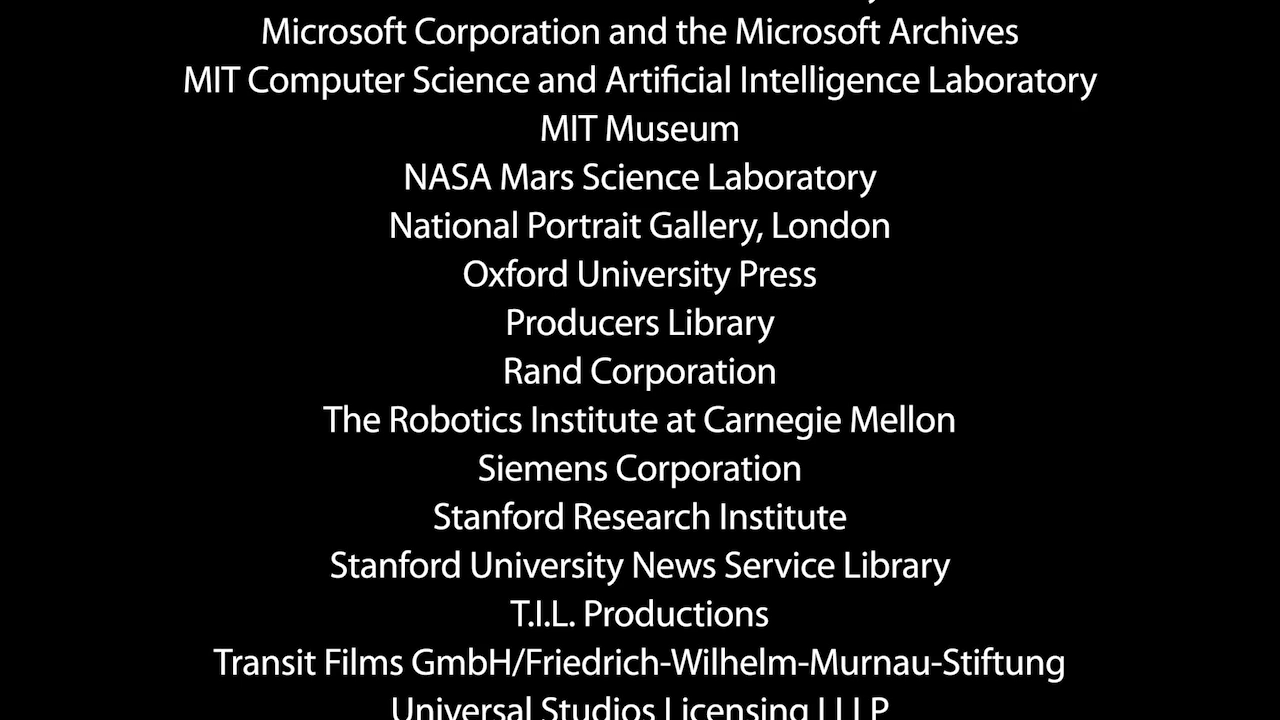 Microsoft Corporation and the Microsoft Archives
MIT Computer Science and Artificial Intelligence Laboratory
MIT Museum
NASA Mars Science Laboratory
National Portrait Gallery, London
Oxford University Press
Producers Library
Rand Corporation
The Robotics Institute at Carnegie Mellon
Siemens Corporation
Stanford Research Institute
Stanford University News Service Library
T.I.L. Productions
Transit Films GmbH/Friedrich-Wilhelm-Murnau-Stiftung
Universal Studios Licensing LLLP